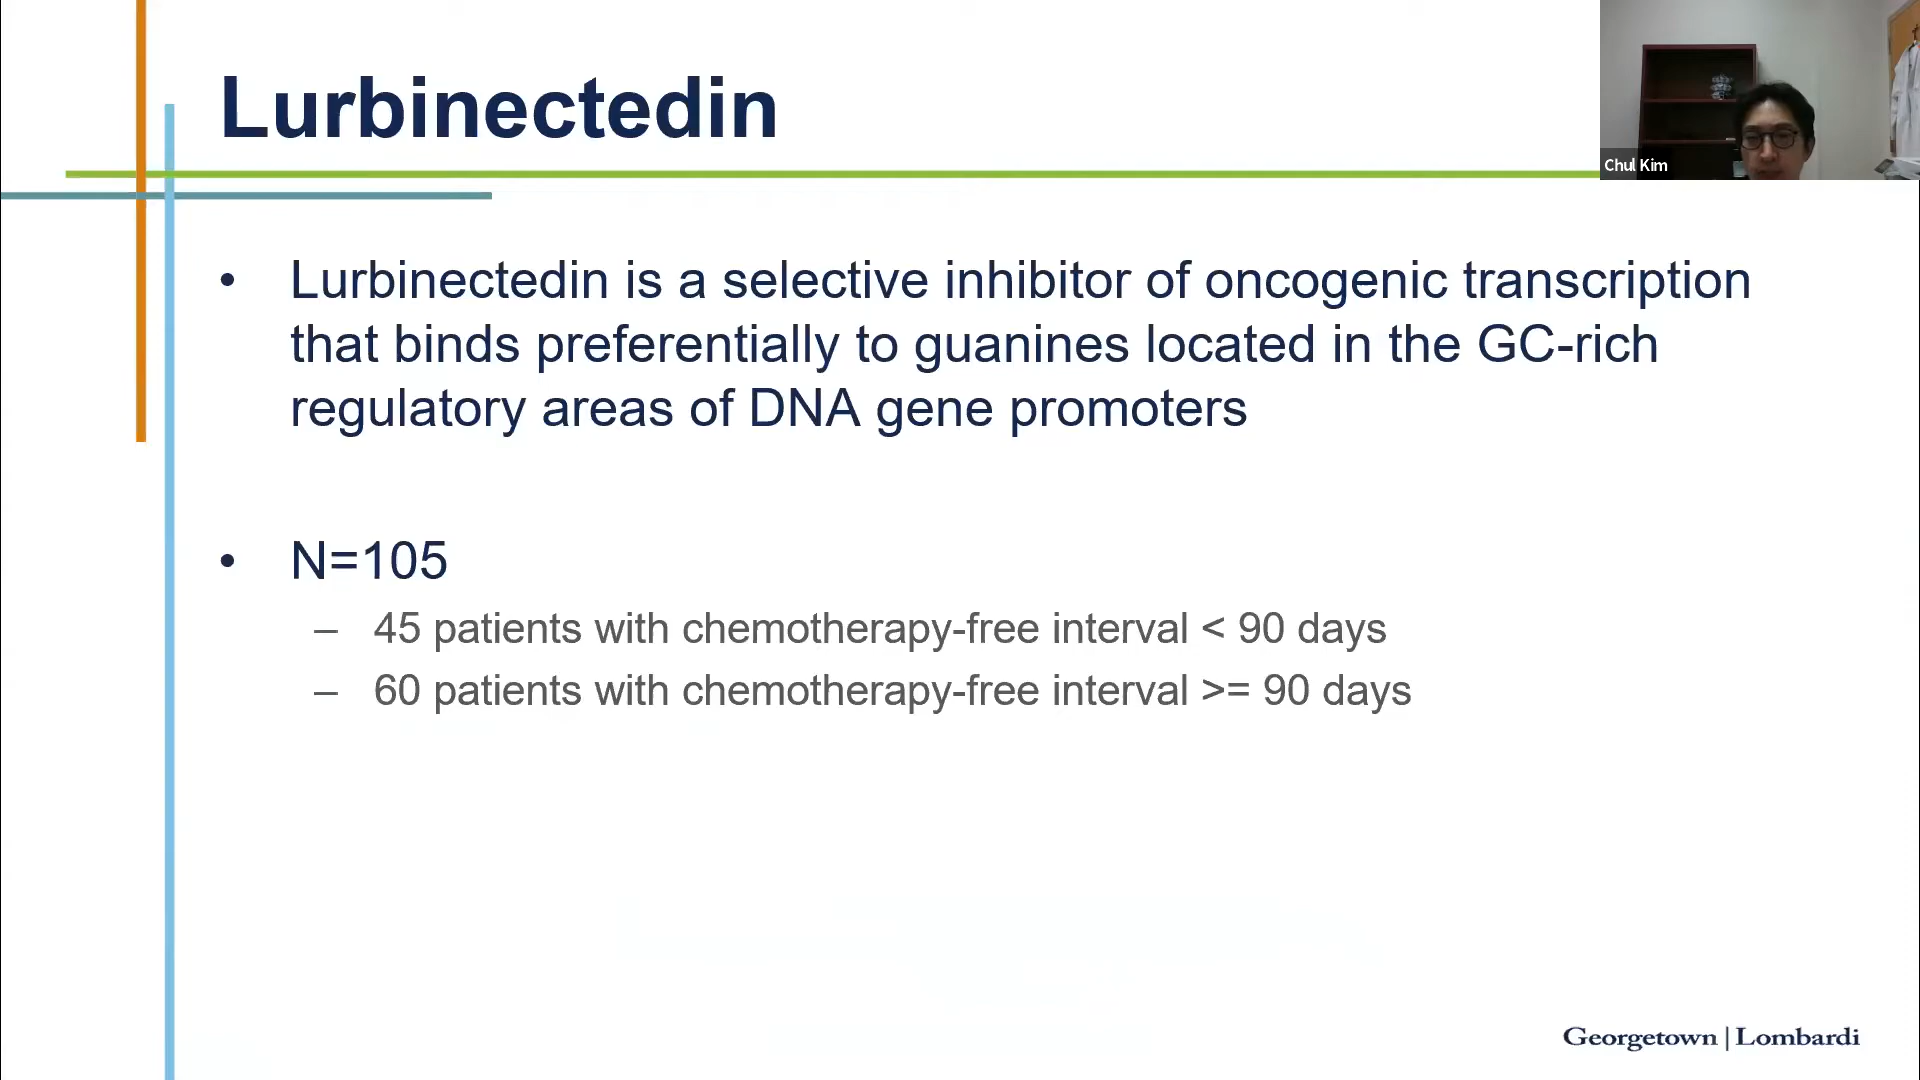 Lurbinectedin
Chul Kim
• Lurbinectedin is a selective inhibitor of oncogenic transcription
that binds preferentially to guanines located in the GC-rich
regulatory areas of DNA gene promoters
• N=105
– 45 patients with chemotherapy-free interval < 90 days
– 60 patients with chemotherapy-free interval >= 90 days
Georgetown | Lombardi